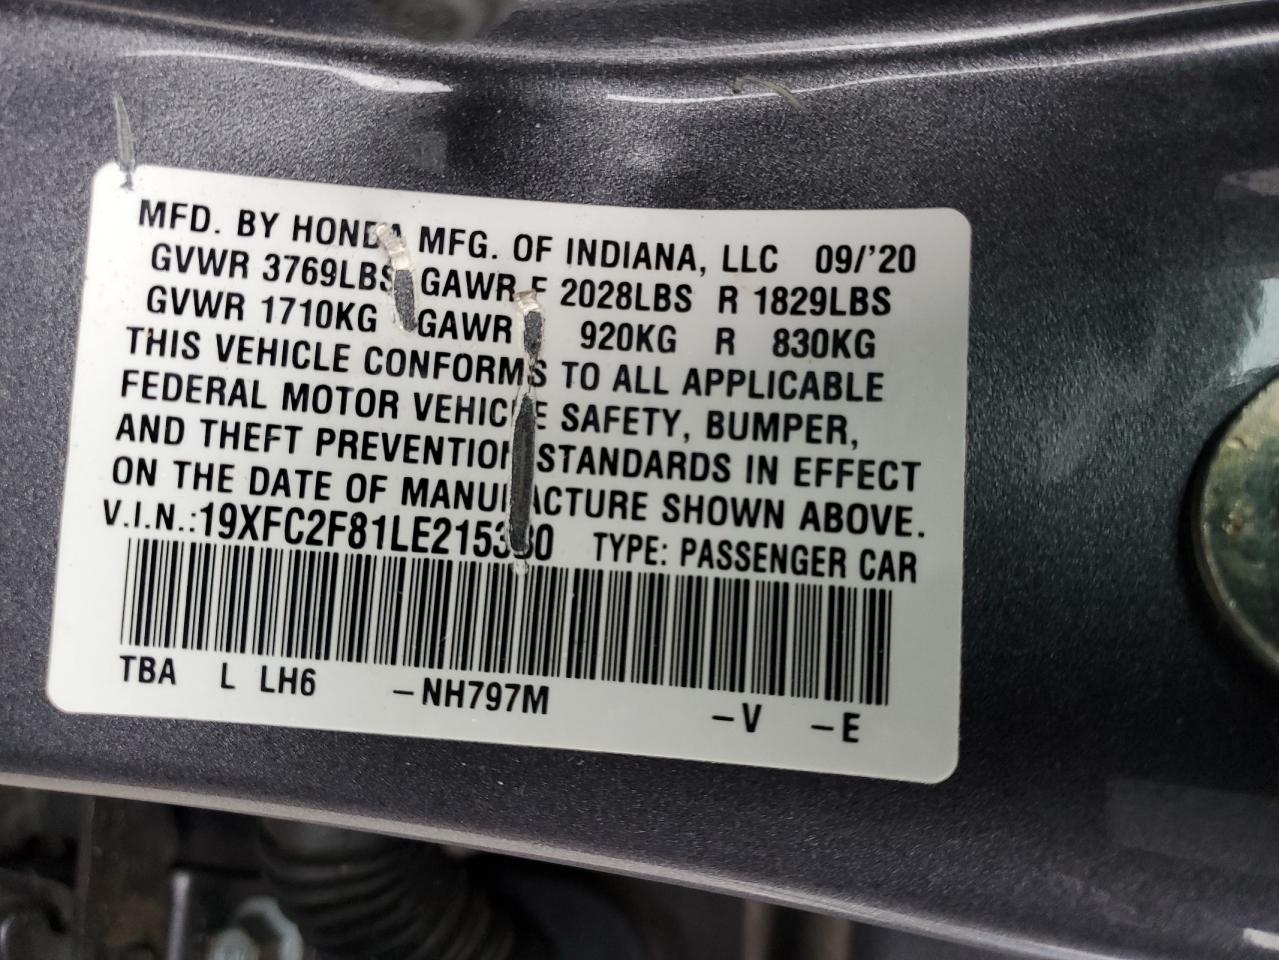 MFD. BY HONDA MFG. OF INDIANA, LLC 09/'20
GVWR 3769LBS GAWR F 2028LBS R 1829LBS
GVWR 1710KG GAWR 920KG R 830KG
THIS VEHICLE CONFORMS TO ALL APPLICABLE
FEDERAL MOTOR VEHICLE SAFETY, BUMPER,
AND THEFT PREVENTION STANDARDS IN EFFECT
ON THE DATE OF MANUFACTURE SHOWN ABOVE.
V.I.N.: TYPE: PASSENGER CAR
TBA L LH6 -NH797M -V -E